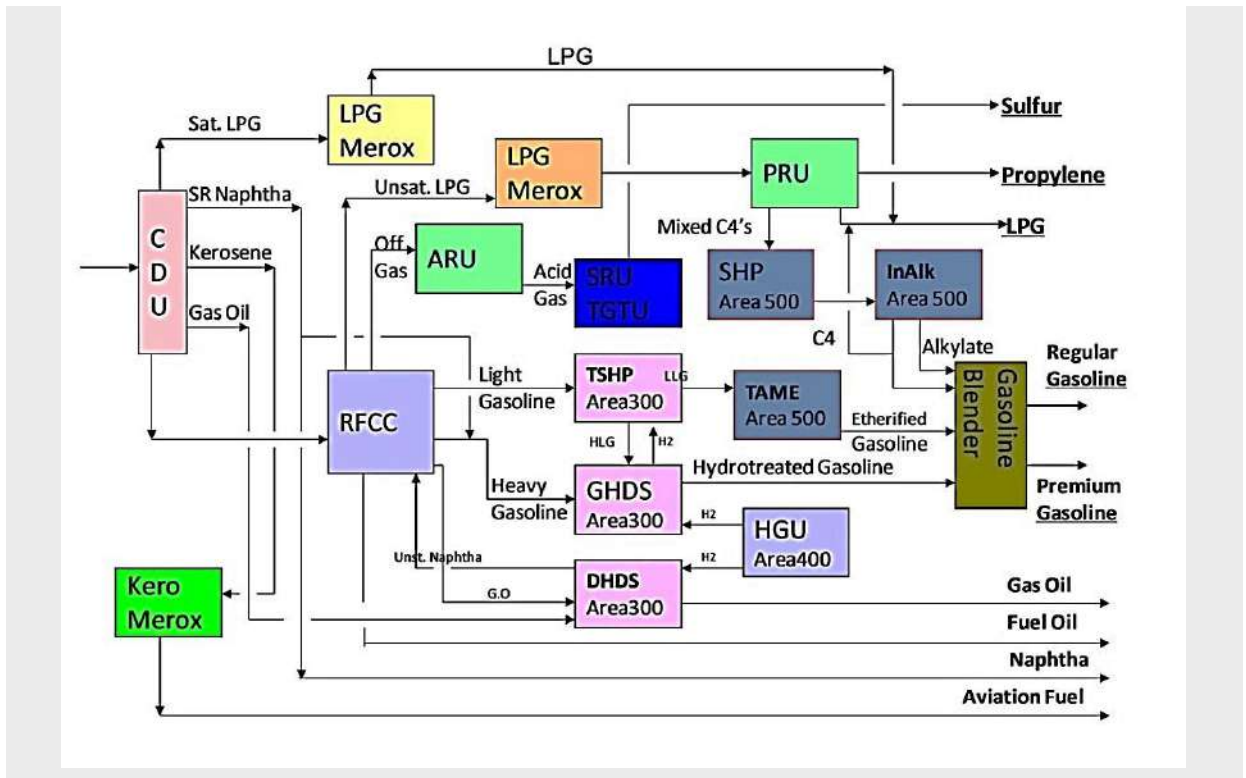 LPG
Sulfur
LPG
Merox
Sat. LPG
LPG
Merox
PRU
Propylene
Unsat. LPG
SR Naphtha
C
D
U
Mixed C4's
LPG
Kerosene
Off
Gas
ARU
Acid
Gas
SRU
TGTU
SHP
Area 500
InAlk
Area 500
Gas Oil
C4
Alkylate
Regular
Gasoline
RFCC
Light
Gasoline
TSHP
Area300
LLG
TAME
Area 500
Gasoline
Blender
Etherified
Gasoline
HLG
H2
Heavy
Gasoline
GHDS
Area300
Hydrotreated Gasoline
Premium
Gasoline
H2
HGU
Area400
Unst. Naphtha
H2
DHDS
Area300
G.O
Kero
Merox
Gas Oil
Fuel Oil
Naphtha
Aviation Fuel